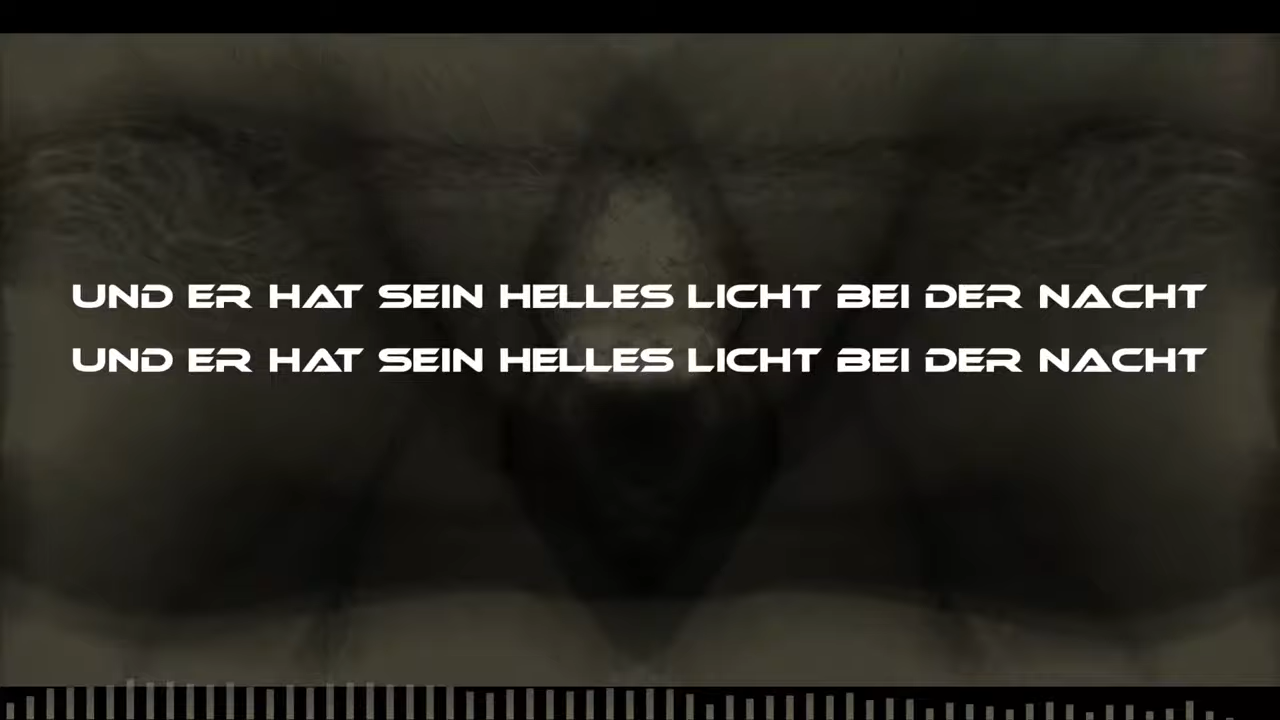 UND ER HAT SEIN HELLES LICHT BEI DER NACHT
UND ER HAT SEIN HELLES LICHT BEI DER NACHT